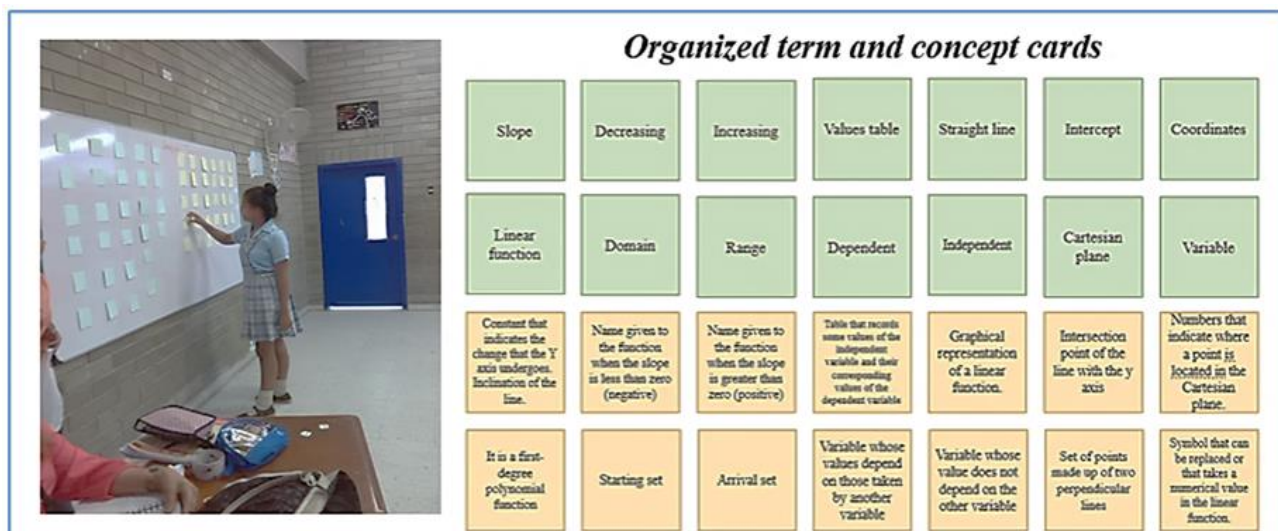 Organized term and concept cards
Slope
Decreasing
Increasing
Values table
Straight line
Intercept
Coordinates
Linear
function
Domain
Range
Dependent
Independent
Cartesian
plane
Variable
Constant that
indicates the
change that the Y
axis undergoes.
Inclination of the
line.
Name given to
the function
when the slope
is less than zero
(negative)
Name given to
the function
when the slope
is greater than
zero (positive)
Table that records
some values of the
independent
variable and their
corresponding
values of the
dependent variable
Graphical
representation
of a linear
function.
Intersection
point of the
line with the y
axis
Numbers that
indicate where
a point is
located in the
Cartesian
plane.
It is a first-
degree
polynomial
function
Starting set
Arrival set
Variable whose
values depend
on those taken
by another
variable
Variable whose
value does not
depend on the
other variable
Set of points
made up of two
perpendicular
lines
Symbol that can
be replaced or
that takes a
numerical value
in the linear
function.